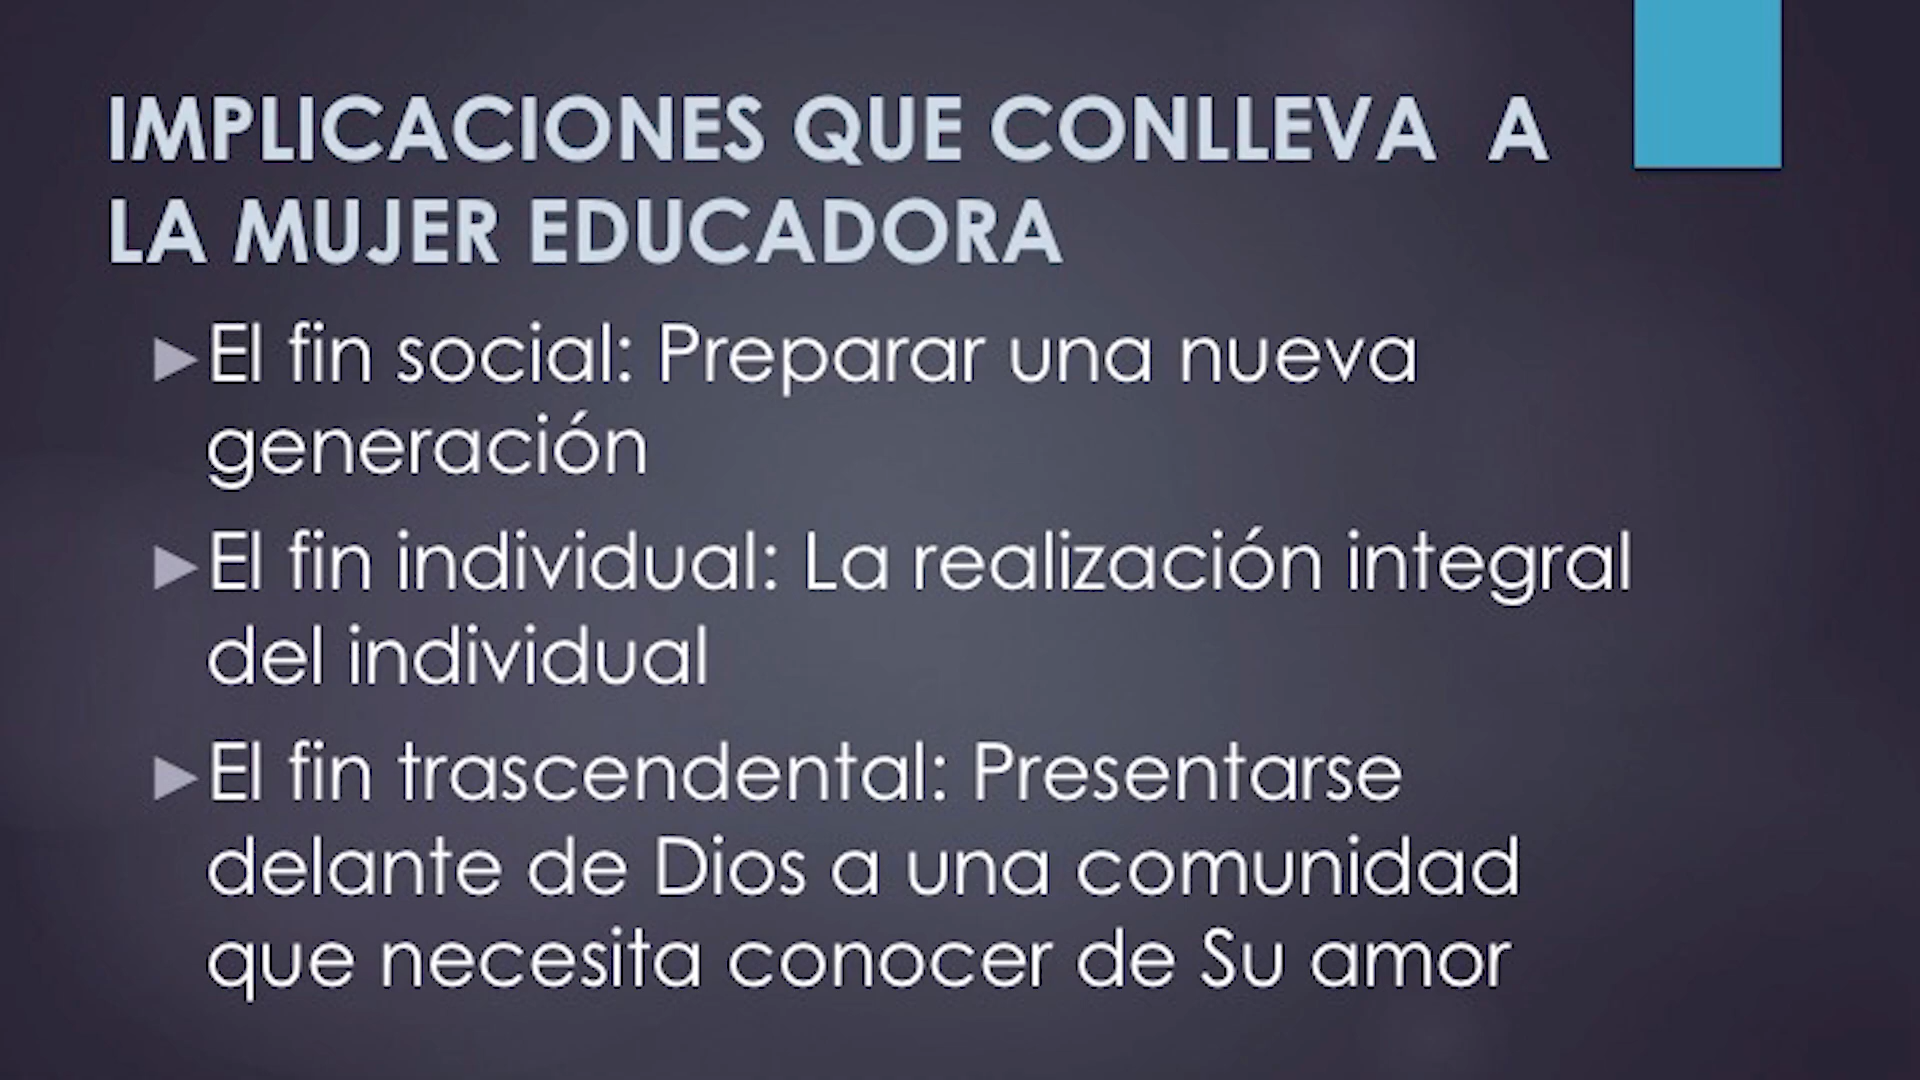 IMPLICACIONES QUE CONLLEVA A
LA MUJER EDUCADORA
►El fin social: Preparar una nueva
generación
►El fin individual: La realización integral
del individual
►El fin trascendental: Presentarse
delante de Dios a una comunidad
que necesita conocer de Su amor